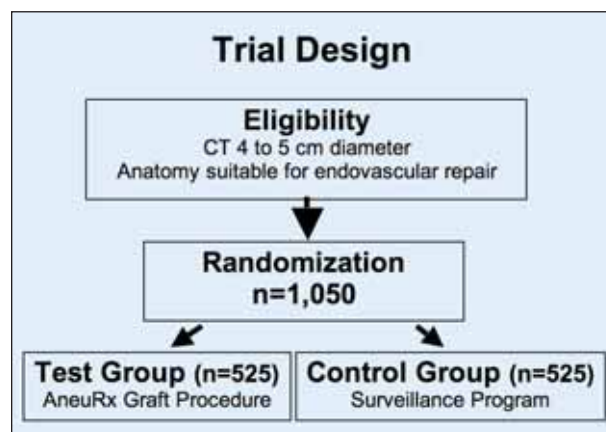 Trial Design
Eligibility
CT 4 to 5 cm diameter
Anatomy suitable for endovascular repair
Randomization
n=1,050
Test Group (n=525)
AneuRx Graft Procedure
Control Group (n=525)
Surveillance Program